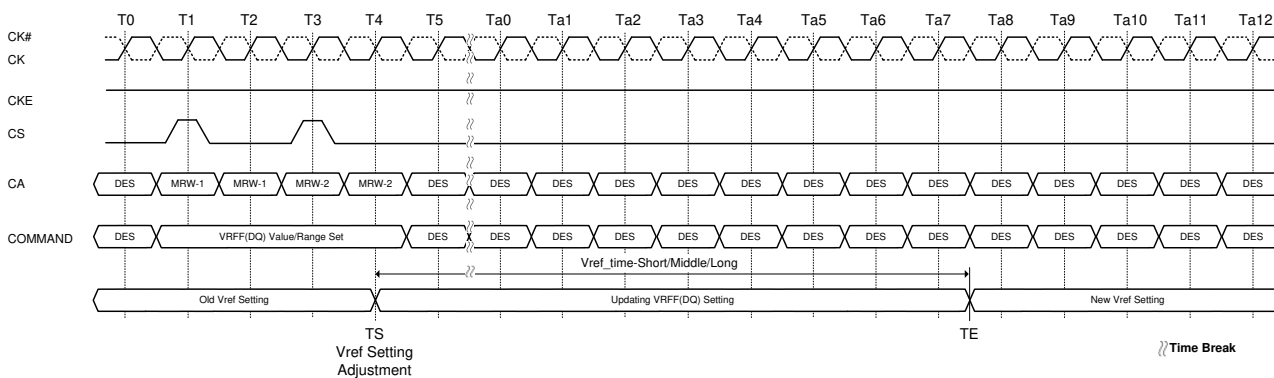 T0 T1 T2 T3 T4 T5 Ta0 Ta1 Ta2 Ta3 Ta4 Ta5 Ta6 Ta7 Ta8 Ta9 Ta10 Ta11 Ta12
CK#
CK
CKE
CS
CA DES MRW-1 MRW-1 MRW-2 MRW-2 DES DES DES DES DES DES DES DES DES DES DES DES DES DES
COMMAND DES VRFF(DQ) Value/Range Set DES DES DES DES DES DES DES DES DES DES DES DES DES DES
Vref_time-Short/Middle/Long
Old Vref Setting Updating VRFF(DQ) Setting New Vref Setting
TS TE
Vref Setting
Adjustment
Time Break